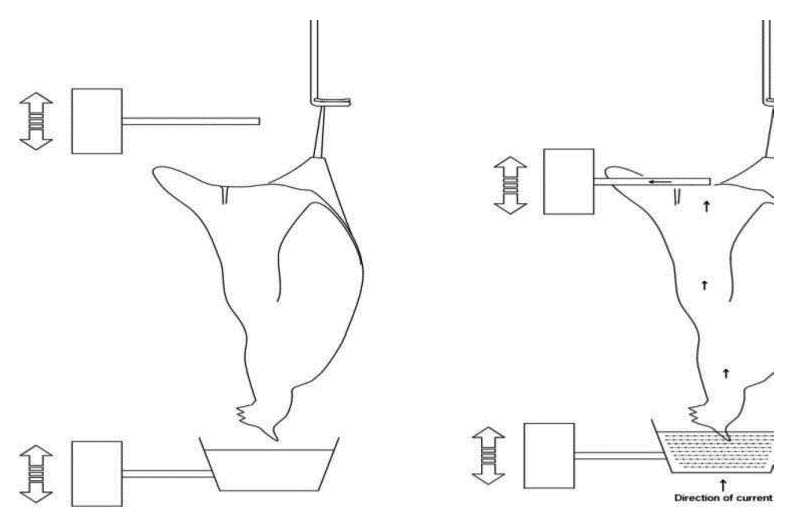 Direction of current